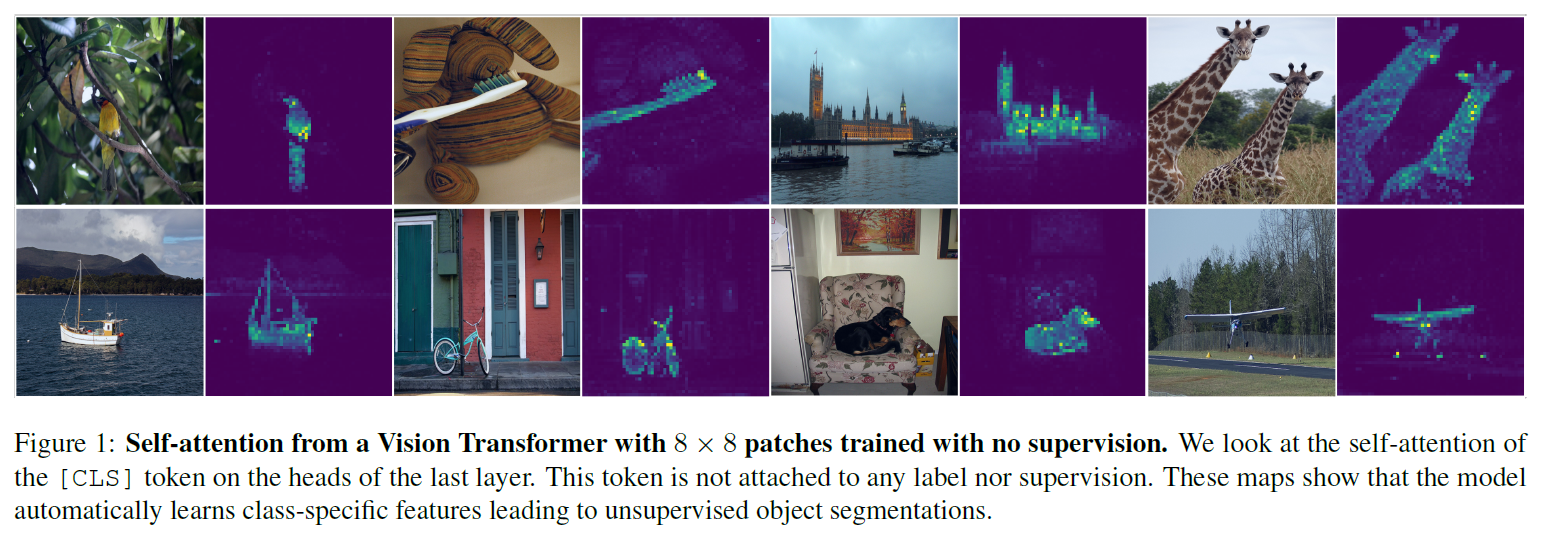 Figure 1: Self-attention from a Vision Transformer with 8 × 8 patches trained with no supervision. We look at the self-attention of
the [CLS] token on the heads of the last layer. This token is not attached to any label nor supervision. These maps show that the model
automatically learns class-specific features leading to unsupervised object segmentations.